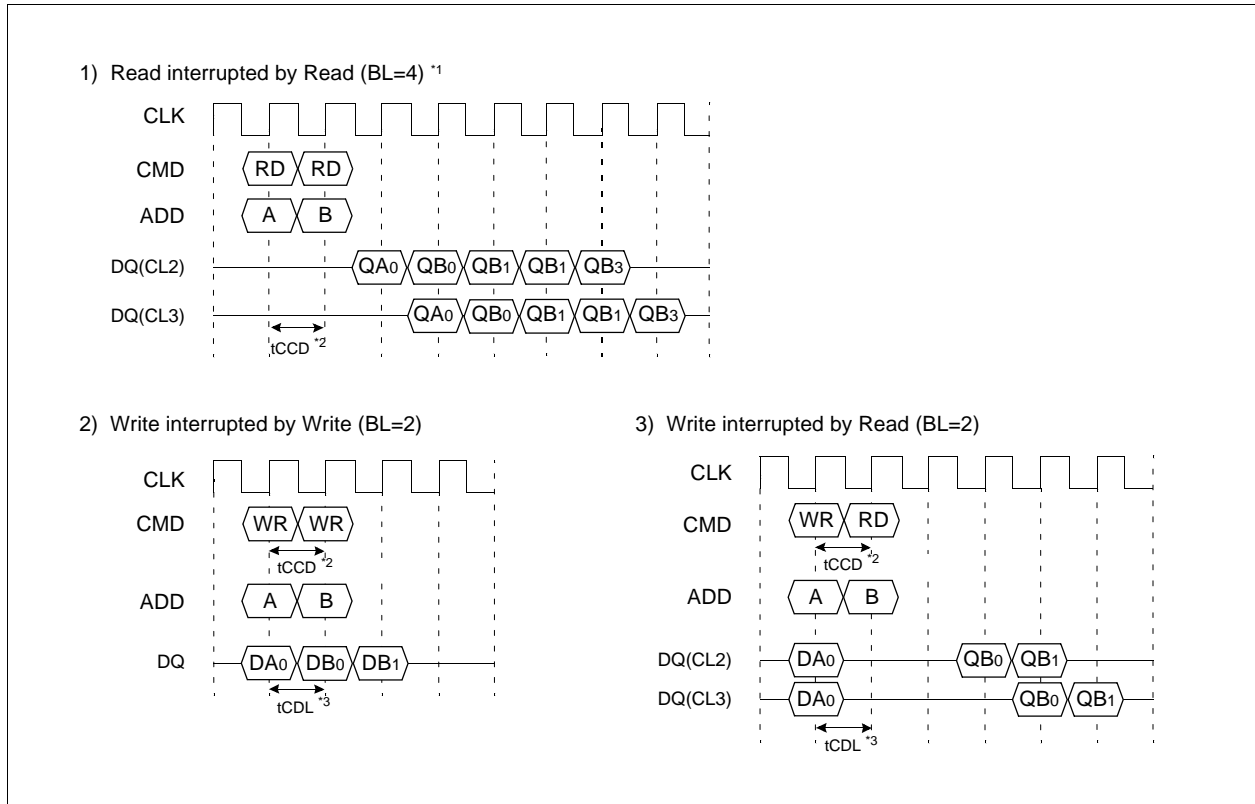 1) Read interrupted by Read (BL=4) *1
CLK
CMD RD RD
ADD A B
DQ(CL2) QA0 QB0 QB1 QB1 QB3
DQ(CL3) QA0 QB0 QB1 QB1 QB3
tCCD *2
2) Write interrupted by Write (BL=2)
CLK
CMD WR WR
tCCD *2
ADD A B
DQ DA0 DB0 DB1
tCDL *3
3) Write interrupted by Read (BL=2)
CLK
CMD WR RD
tCCD *2
ADD A B
DQ(CL2) DA0 QB0 QB1
DQ(CL3) DA0 QB0 QB1
tCDL *3